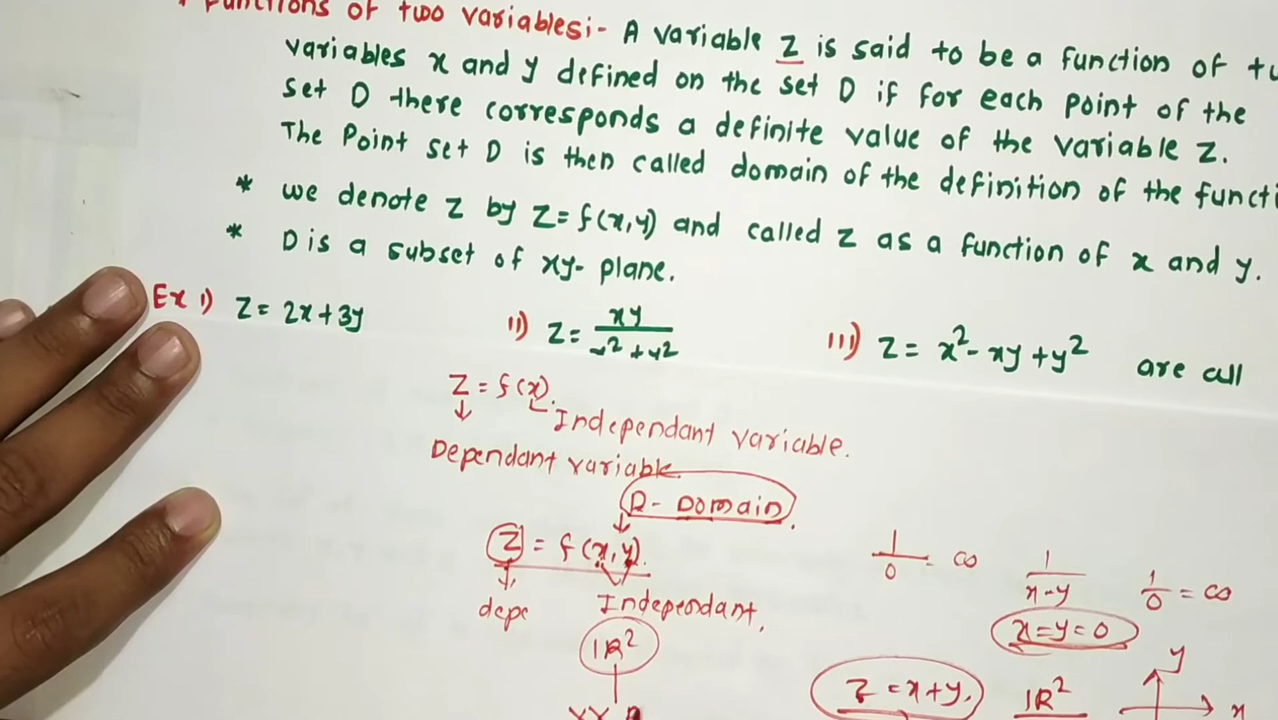 Functions of two variables:- A variable z is said to be a function of
variables x and y defined on the set D if for each point of the
set D there corresponds a definite value of the variable z.
The Point set D is then called domain of the definition of the
* we denote z by z=f(x,y) and called z as a function of x and y.
* D is a subset of xy-plane.
Ex i) z = 2x+3y ii) z = xy / x²+y² iii) z = x²-xy+y² are all
z = f(x).
Independant variable.
Dependant variable.
D- Domain.
z = f(x,y).
1/0 = ∞ 1/x-y 1/0 = ∞
depe Independant,
x=y=0
IR²
y
z = x+y, IR² x